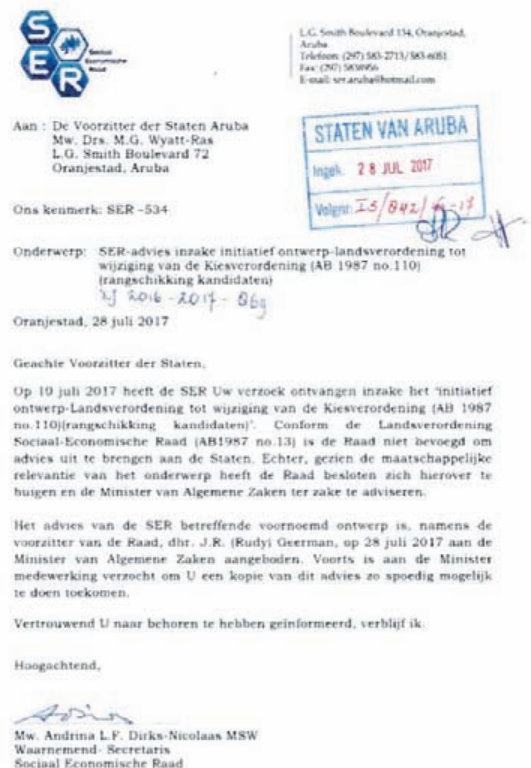 SER
Sociaal
Economische
Raad
L.G. Smith Boulevard 134, Oranjestad,
Aruba
Telefoon: (297) 583-2713/583-6051
Fax: (297) 5838956
E-mail: ser.aruba@hotmail.com
Aan : De Voorzitter der Staten Aruba
Mw. Drs. M.G. Wyatt-Ras
L.G. Smith Boulevard 72
Oranjestad, Aruba
STATEN VAN ARUBA
Ingek. 28 JUL 2017
Volgnr: IS/842/16-17
Ons kenmerk: SER –534
Onderwerp: SER-advies inzake initiatief ontwerp-landsverordening tot
wijziging van de Kiesverordening (AB 1987 no.110)
(rangschikking kandidaten)
2016-2017-869
Oranjestad, 28 juli 2017
Geachte Voorzitter der Staten,
Op 10 juli 2017 heeft de SER Uw verzoek ontvangen inzake het 'initiatief
ontwerp-Landsverordening tot wijziging van de Kiesverordening (AB 1987
no.110)(rangschikking kandidaten)'. Conform de Landsverordening
Sociaal-Economische Raad (AB1987 no.13) is de Raad niet bevoegd om
advies uit te brengen aan de Staten. Echter, gezien de maatschappelijke
relevantie van het onderwerp heeft de Raad besloten zich hierover te
buigen en de Minister van Algemene Zaken ter zake te adviseren.
Het advies van de SER betreffende voornoemd ontwerp is, namens de
voorzitter van de Raad, dhr. J.R. (Rudy) Geerman, op 28 juli 2017 aan de
Minister van Algemene Zaken aangeboden. Voorts is aan de Minister
medewerking verzocht om U een kopie van dit advies zo spoedig mogelijk
te doen toekomen.
Vertrouwend U naar behoren te hebben geïnformeerd, verblijf ik.
Hoogachtend,
Mw. Andrina L.F. Dirks-Nicolaas MSW
Waarnemend- Secretaris
Sociaal Economische Raad